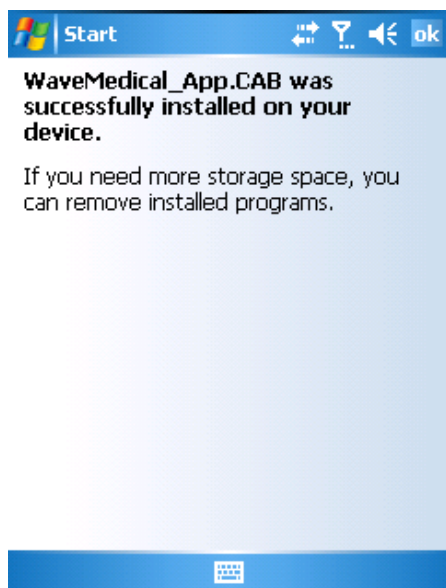 Start
ok
WaveMedical_App.CAB was
successfully installed on your
device.
If you need more storage space, you
can remove installed programs.